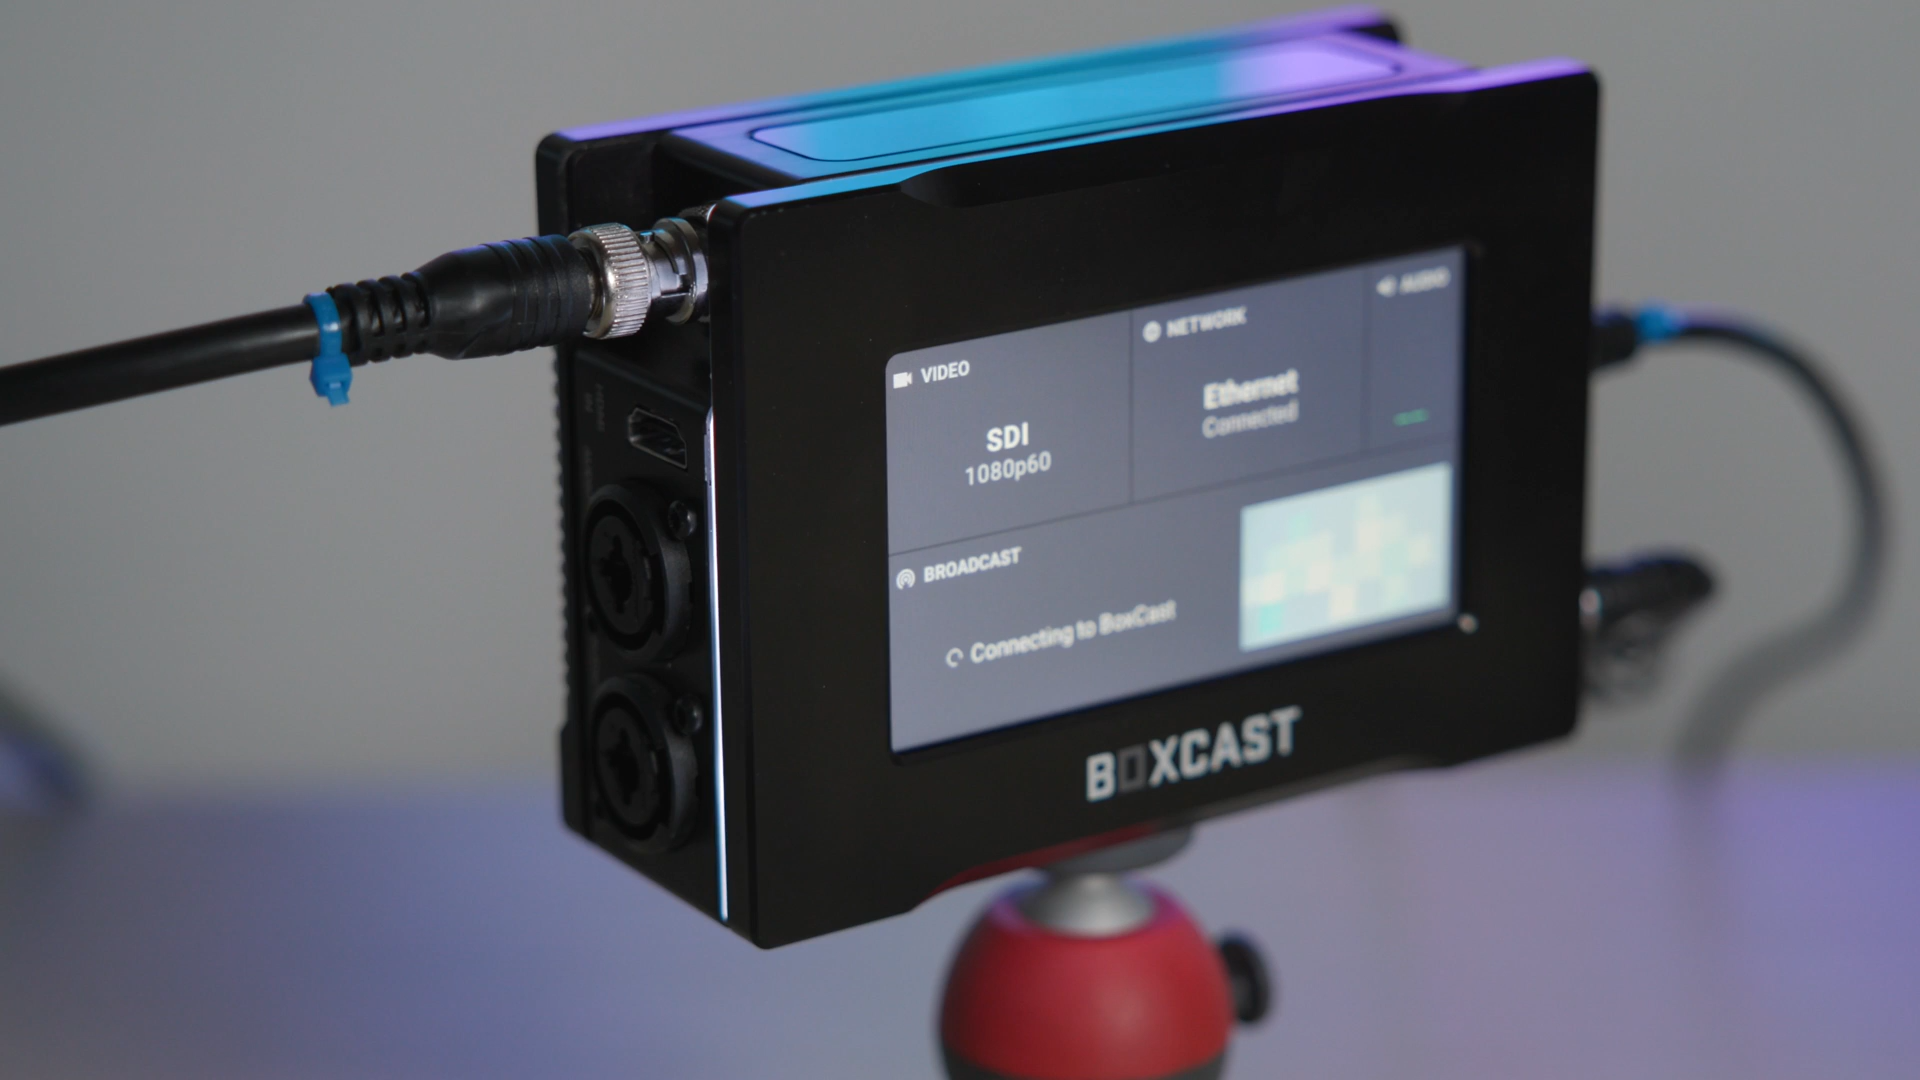 VIDEO
SDI
1080p60
NETWORK
Ethernet
Connected
AUDIO
BROADCAST
Connecting to BoxCast
BOXCAST